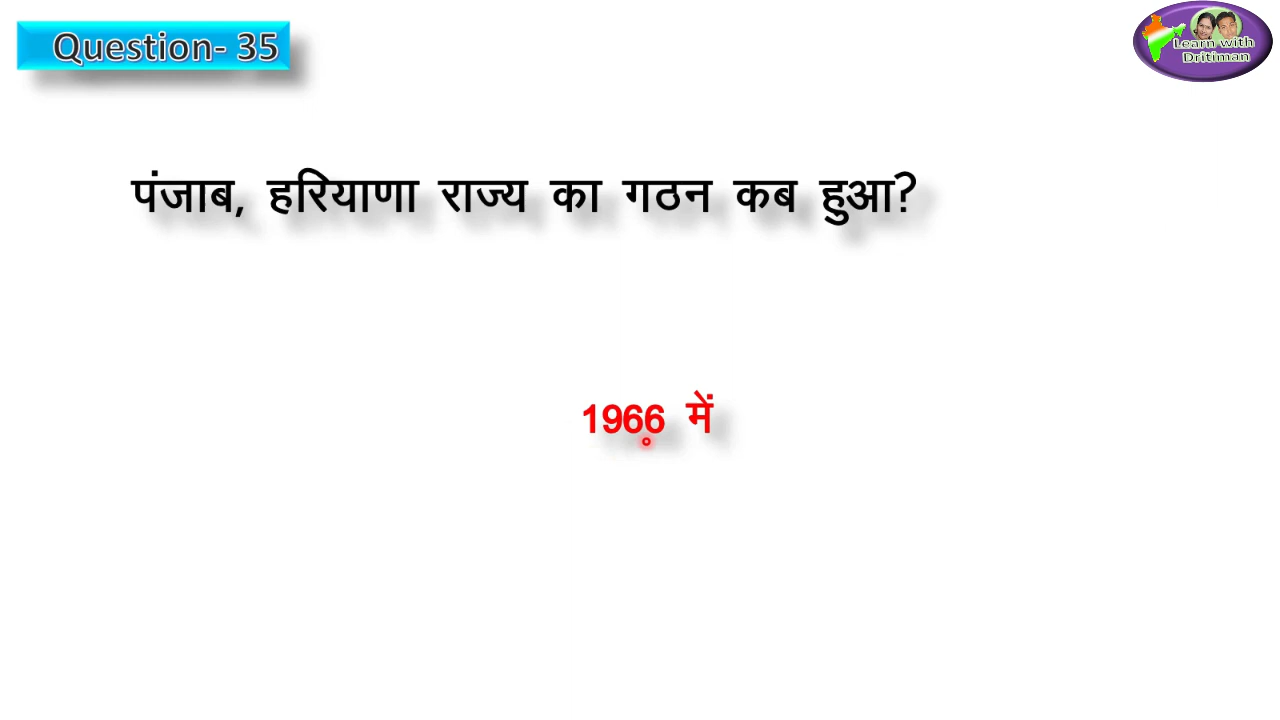 Question- 35
Learn with
Dritiman
पंजाब, हरियाणा राज्य का गठन कब हुआ?
1966 में